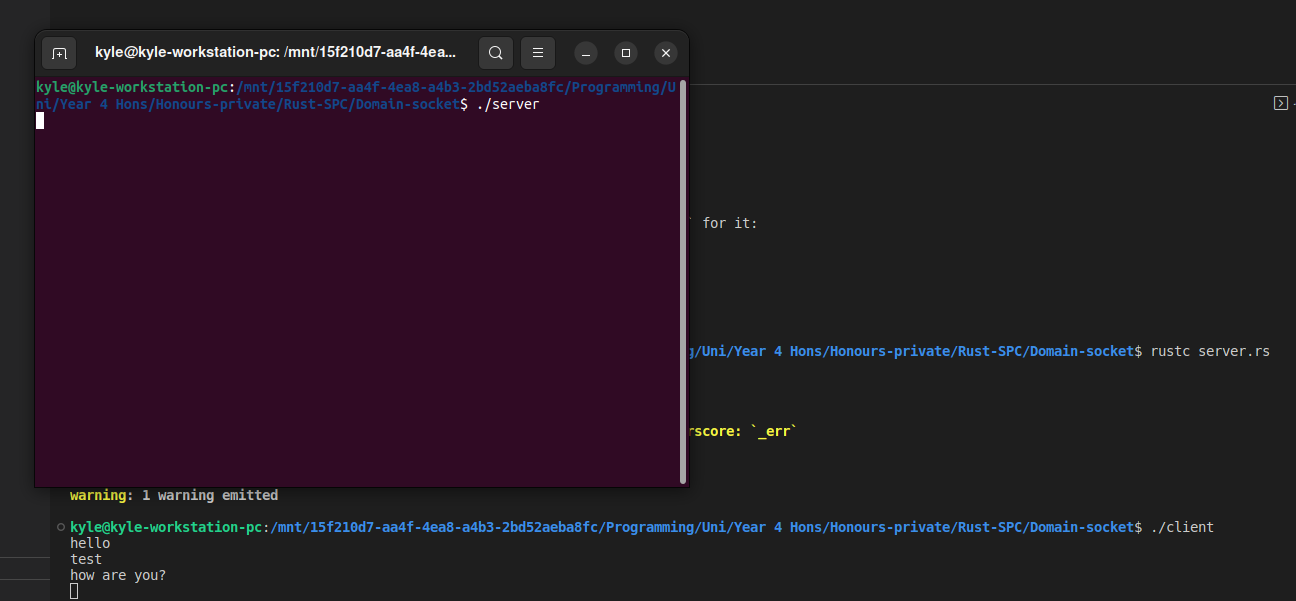 kyle@kyle-workstation-pc: /mnt/15f210d7-aa4f-4ea...
kyle@kyle-workstation-pc:/mnt/15f210d7-aa4f-4ea8-a4b3-2bd52aeba8fc/Programming/U
ni/Year 4 Hons/Honours-private/Rust-SPC/Domain-socket$ ./server
` for it:
g/Uni/Year 4 Hons/Honours-private/Rust-SPC/Domain-socket$ rustc server.rs
rscore: `_err`
warning: 1 warning emitted
kyle@kyle-workstation-pc:/mnt/15f210d7-aa4f-4ea8-a4b3-2bd52aeba8fc/Programming/Uni/Year 4 Hons/Honours-private/Rust-SPC/Domain-socket$ ./client
hello
test
how are you?